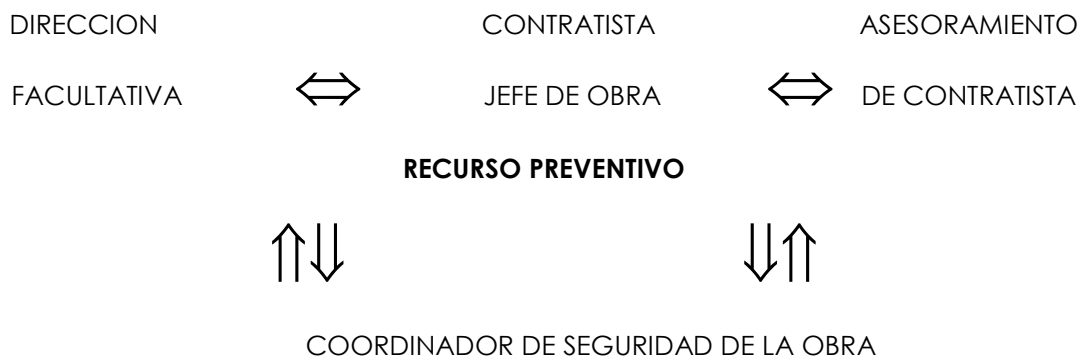 DIRECCION CONTRATISTA ASESORAMIENTO
FACULTATIVA ⇔ JEFE DE OBRA ⇔ DE CONTRATISTA
RECURSO PREVENTIVO
⇑⇓ ⇓⇑
COORDINADOR DE SEGURIDAD DE LA OBRA